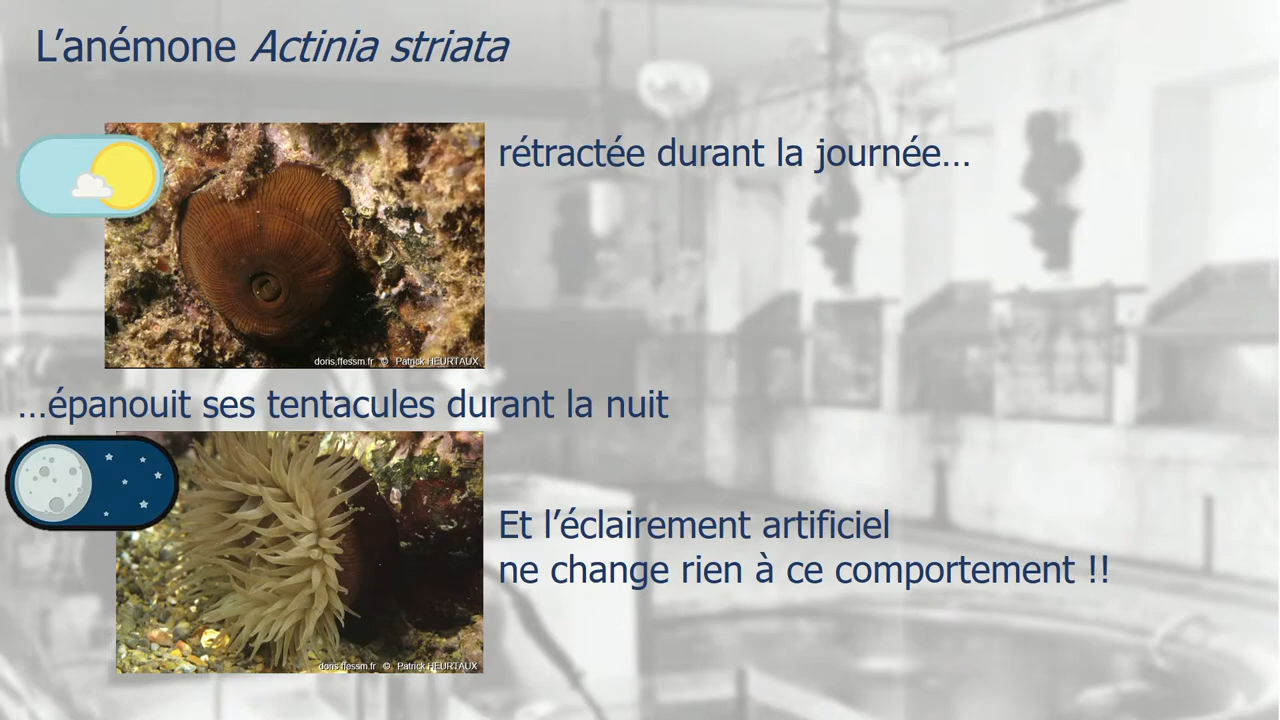 L’anémone Actinia striata
rétractée durant la journée…
doris.ffessm.fr © Patrick HEURTAUX
…épanouit ses tentacules durant la nuit
Et l’éclairement artificiel
ne change rien à ce comportement !!
doris.ffessm.fr © Patrick HEURTAUX